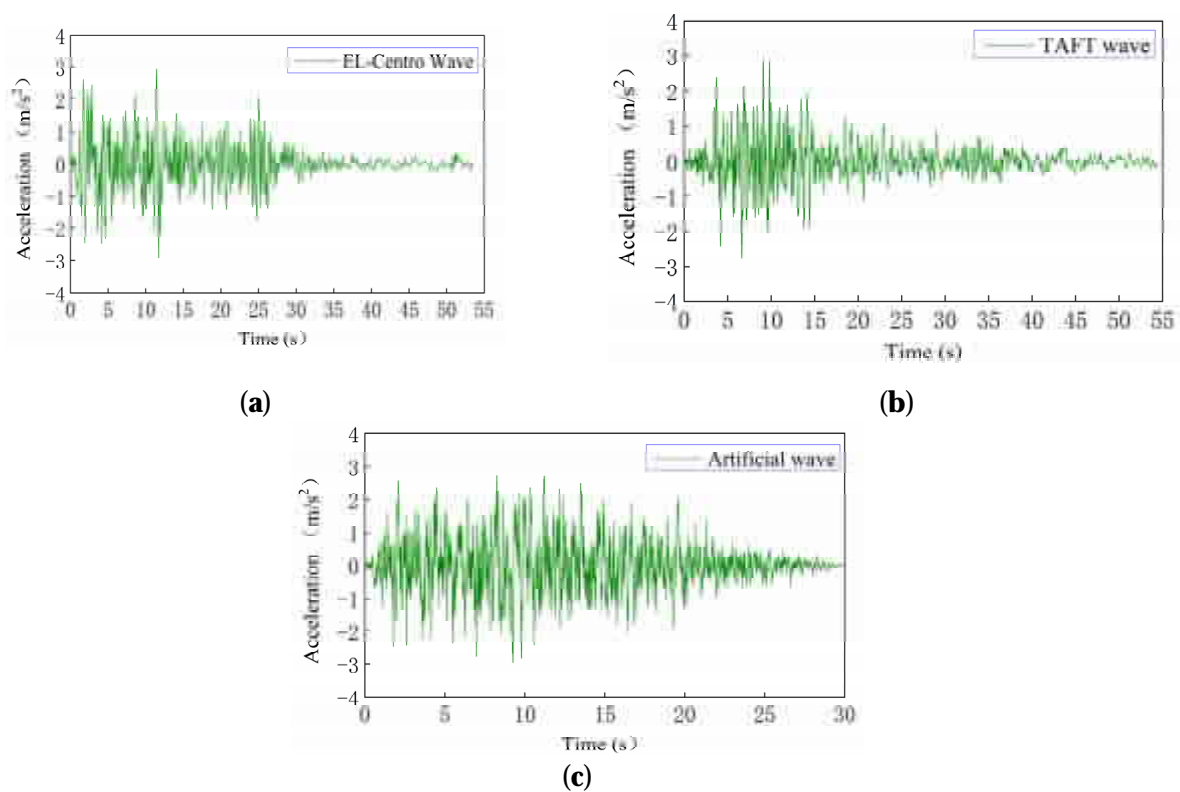 4
3
2
1
0
−1
−2
−3
−4
Acceleration (m/s²)
EL-Centro Wave
0 5 10 15 20 25 30 35 40 45 50 55
Time (s)
(a)
4
3
2
1
0
−1
−2
−3
−4
Acceleration (m/s²)
TAFT wave
0 5 10 15 20 25 30 35 40 45 50 55
Time (s)
(b)
4
3
2
1
0
−1
−2
−3
−4
Acceleration (m/s²)
Artificial wave
0 5 10 15 20 25 30
Time (s)
(c)